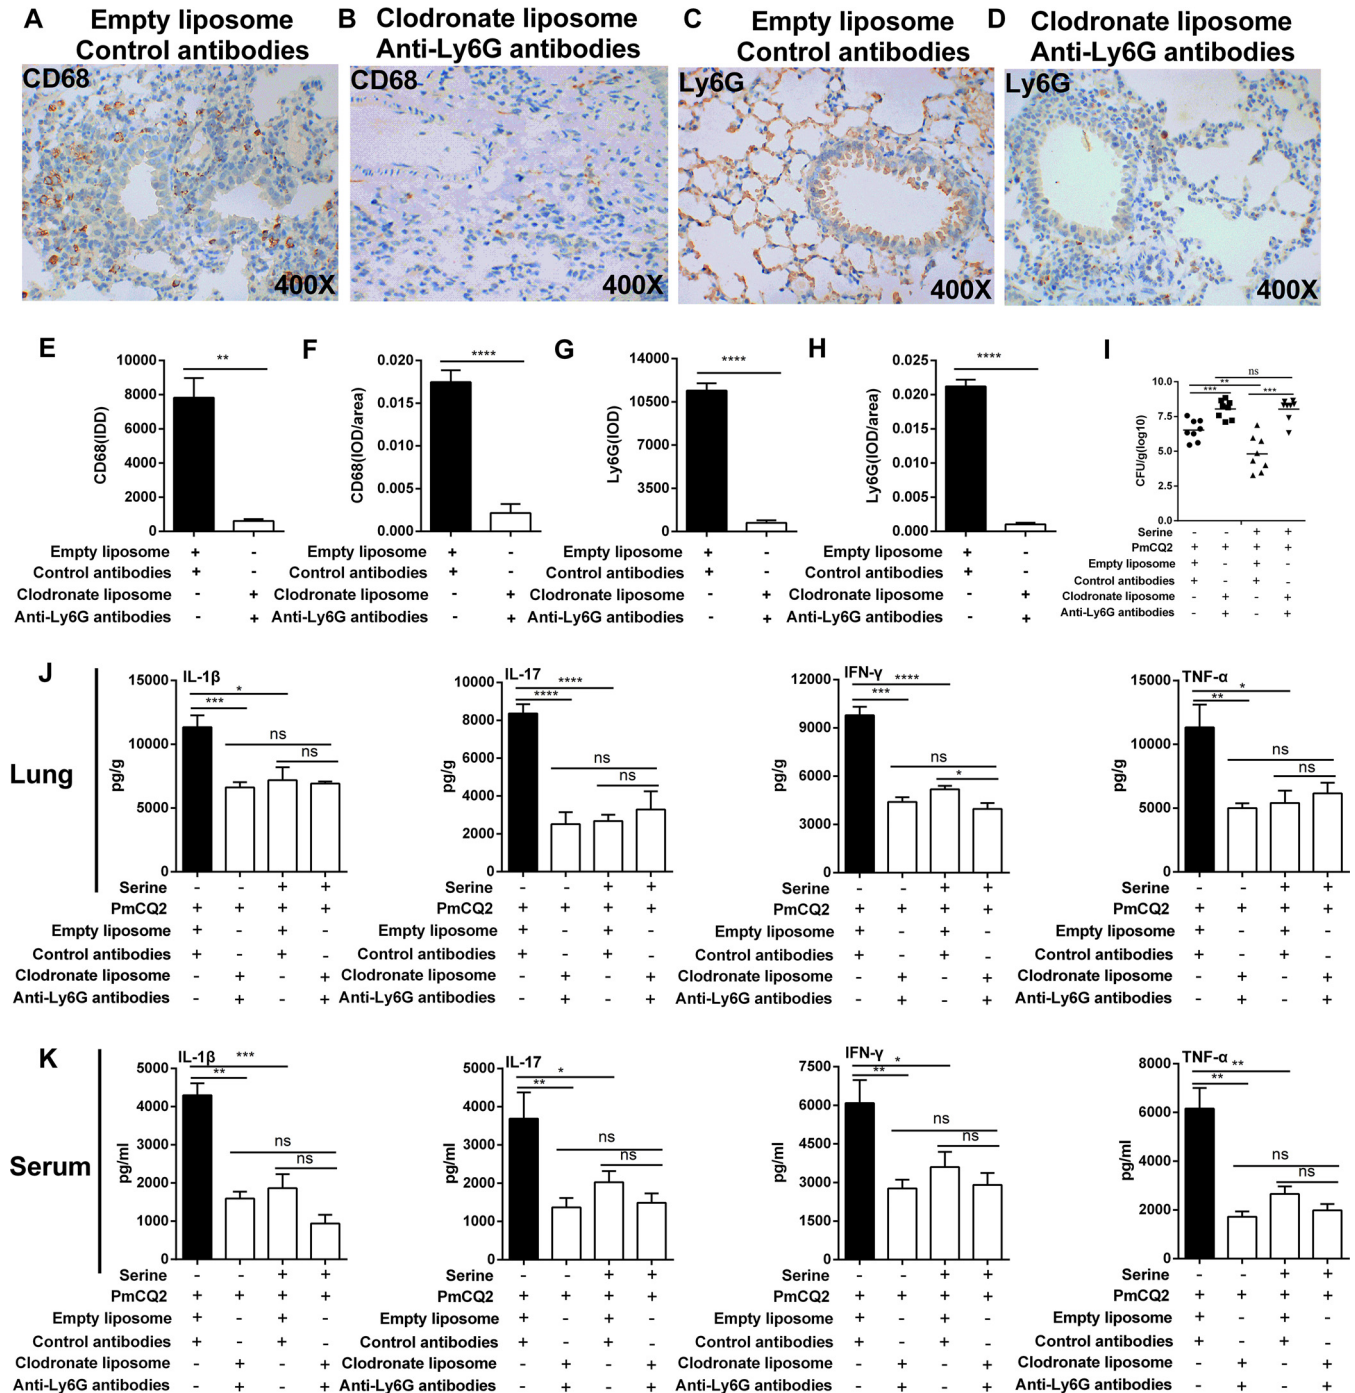 A Empty liposome Control antibodies
B Clodronate liposome Anti-Ly6G antibodies
C Empty liposome Control antibodies
D Clodronate liposome Anti-Ly6G antibodies
CD68 400X
CD68 400X
Ly6G 400X
Ly6G 400X
E
CD68(IDD)
10000
8000
6000
4000
2000
0
**
Empty liposome + -
Control antibodies + -
Clodronate liposome - +
Anti-Ly6G antibodies - +
F
CD68(IOD/area)
0.020
0.015
0.010
0.005
0.000
****
Empty liposome + -
Control antibodies + -
Clodronate liposome - +
Anti-Ly6G antibodies - +
G
Ly6G(IOD)
14000
10500
7000
3500
0
****
Empty liposome + -
Control antibodies + -
Clodronate liposome - +
Anti-Ly6G antibodies - +
H
Ly6G(IOD/area)
0.025
0.020
0.015
0.010
0.005
0.000
****
Empty liposome + -
Control antibodies + -
Clodronate liposome - +
Anti-Ly6G antibodies - +
I
CFU/g(log10)
10.0
7.5
5.0
2.5
0.0
ns
**
*** ***
Serine - - + +
PmCQ2 + + + +
Empty liposome + - + -
Control antibodies + - + -
Clodronate liposome - + - +
Anti-Ly6G antibodies - + - +
J
Lung
IL-1β
pg/g
15000
10000
5000
0
*
***
ns
ns
Serine - - + +
PmCQ2 + + + +
Empty liposome + - + -
Control antibodies + - + -
Clodronate liposome - + - +
Anti-Ly6G antibodies - + - +
IL-17
pg/g
10000
8000
6000
4000
2000
0
****
****
ns
ns
Serine - - + +
PmCQ2 + + + +
Empty liposome + - + -
Control antibodies + - + -
Clodronate liposome - + - +
Anti-Ly6G antibodies - + - +
IFN-γ
pg/g
12000
9000
6000
3000
0
****
***
ns
*
Serine - - + +
PmCQ2 + + + +
Empty liposome + - + -
Control antibodies + - + -
Clodronate liposome - + - +
Anti-Ly6G antibodies - + - +
TNF-α
pg/g
15000
10000
5000
0
*
**
ns
ns
Serine - - + +
PmCQ2 + + + +
Empty liposome + - + -
Control antibodies + - + -
Clodronate liposome - + - +
Anti-Ly6G antibodies - + - +
K
Serum
IL-1β
pg/ml
5000
4000
3000
2000
1000
0
***
**
ns
ns
Serine - - + +
PmCQ2 + + + +
Empty liposome + - + -
Control antibodies + - + -
Clodronate liposome - + - +
Anti-Ly6G antibodies - + - +
IL-17
pg/ml
5000
4000
3000
2000
1000
0
*
**
ns
ns
Serine - - + +
PmCQ2 + + + +
Empty liposome + - + -
Control antibodies + - + -
Clodronate liposome - + - +
Anti-Ly6G antibodies - + - +
IFN-γ
pg/ml
7500
6000
4500
3000
1500
0
*
**
ns
ns
Serine - - + +
PmCQ2 + + + +
Empty liposome + - + -
Control antibodies + - + -
Clodronate liposome - + - +
Anti-Ly6G antibodies - + - +
TNF-α
pg/ml
8000
6000
4000
2000
0
**
**
ns
ns
Serine - - + +
PmCQ2 + + + +
Empty liposome + - + -
Control antibodies + - + -
Clodronate liposome - + - +
Anti-Ly6G antibodies - + - +